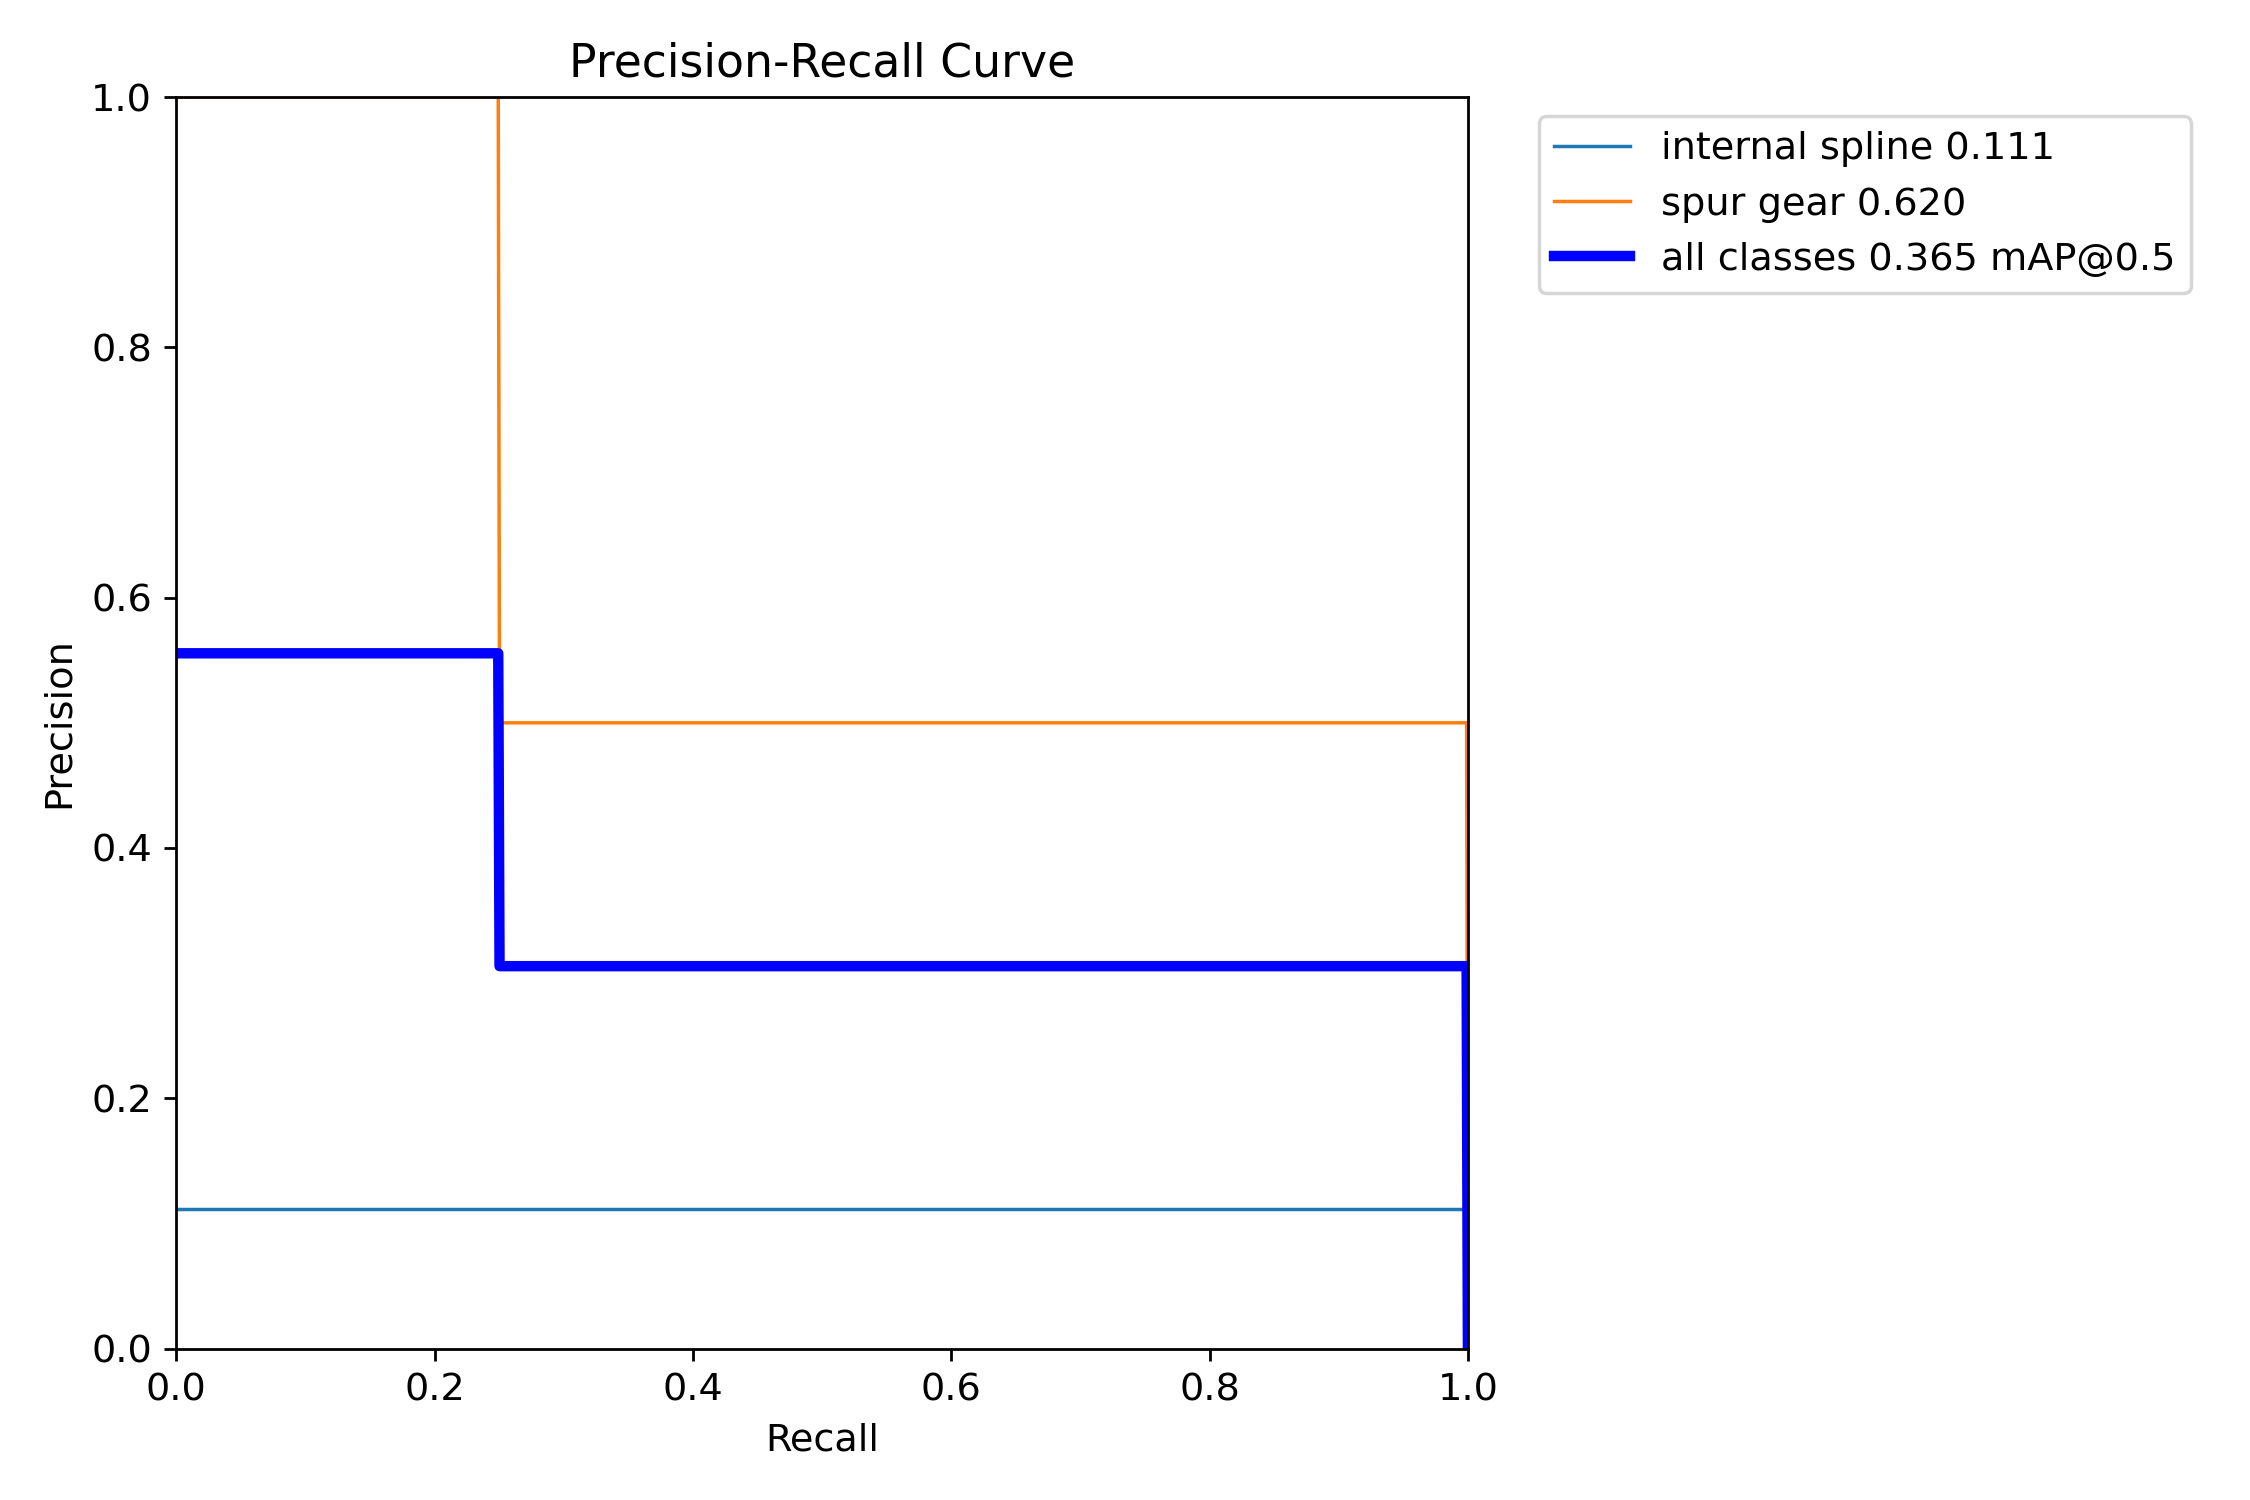 Precision-Recall Curve
1.0
0.8
0.6
0.4
0.2
0.0
Precision
0.0 0.2 0.4 0.6 0.8 1.0
Recall
internal spline 0.111
spur gear 0.620
all classes 0.365 mAP@0.5